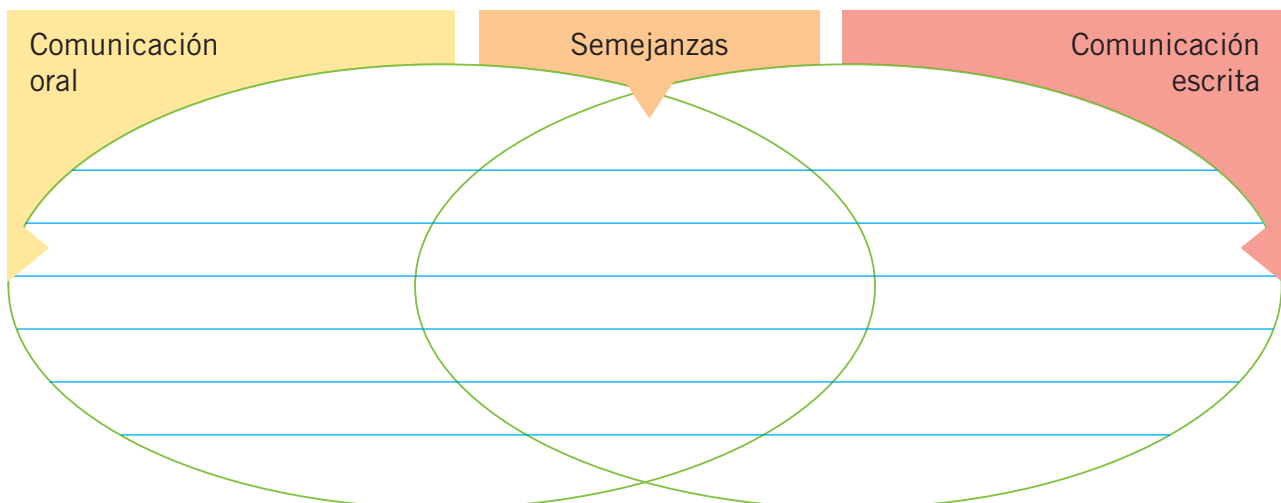 Comunicación
oral
Semejanzas
Comunicación
escrita